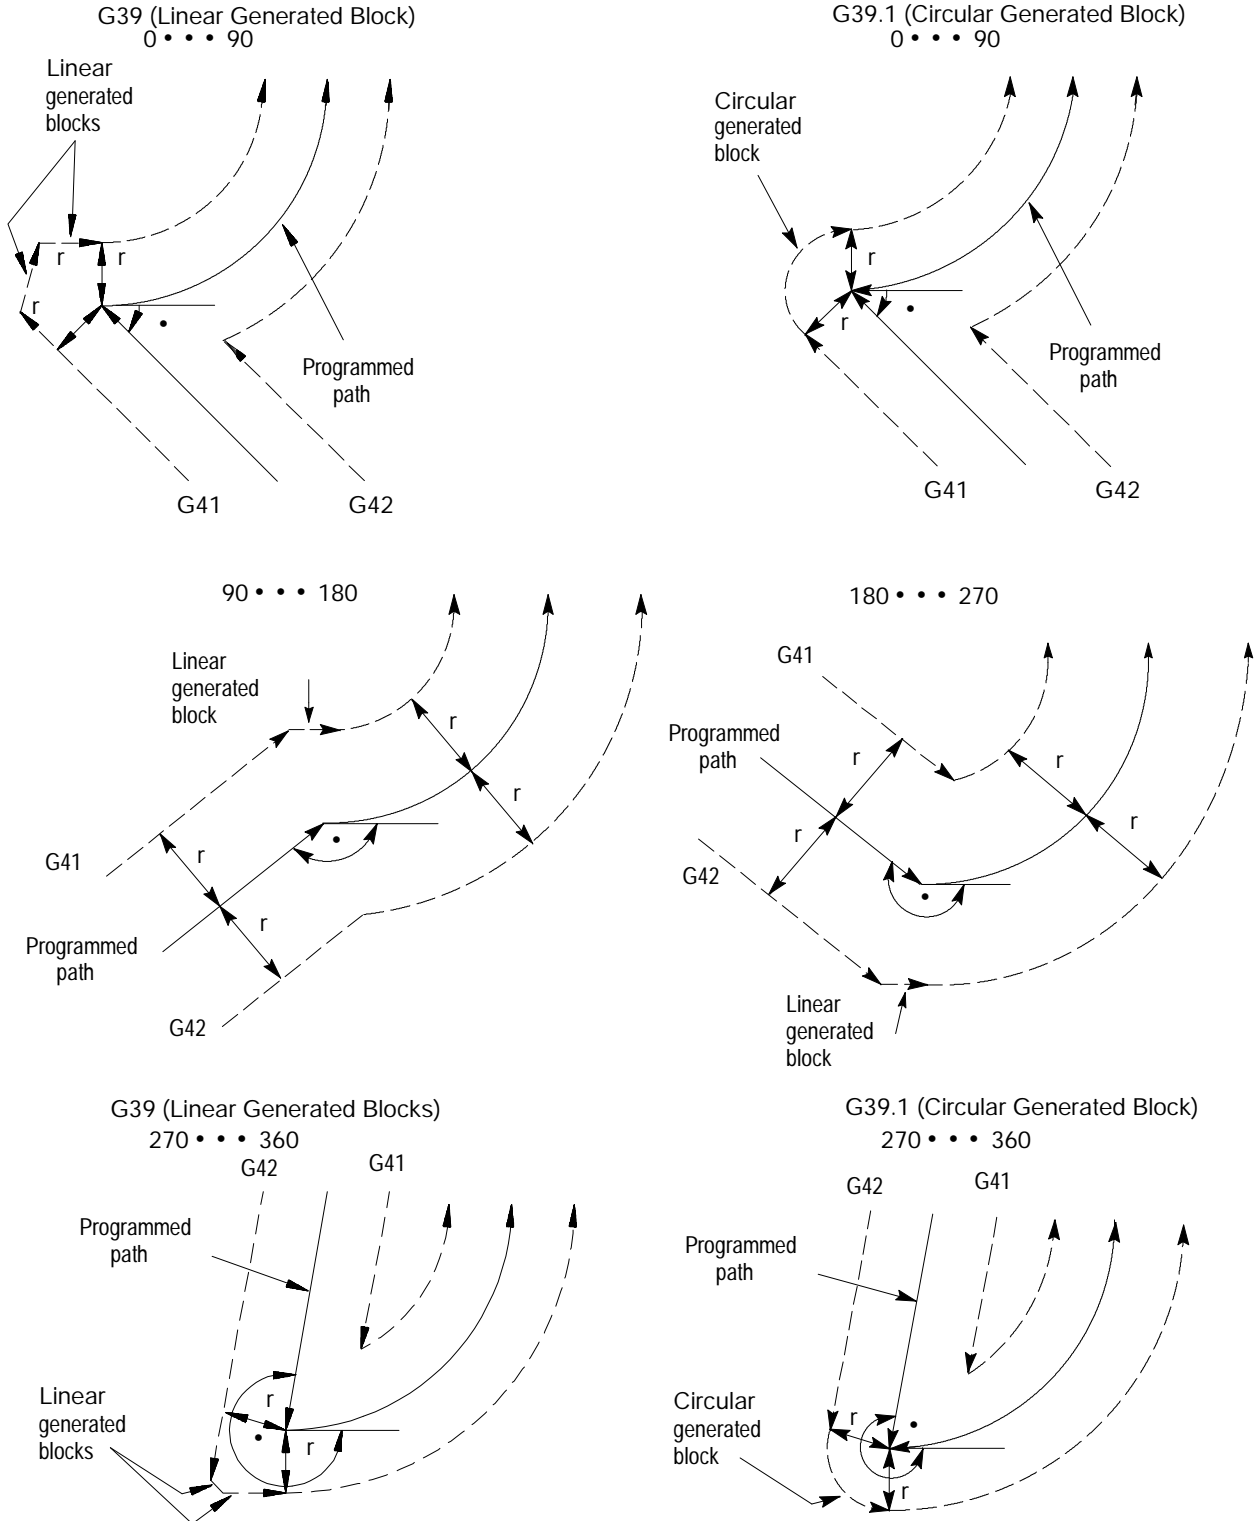 G39 (Linear Generated Block)
0 • • • 90
Linear
generated
blocks
r
r
r
•
Programmed
path
G41
G42
G39.1 (Circular Generated Block)
0 • • • 90
Circular
generated
block
r
r
•
Programmed
path
G41
G42
90 • • • 180
Linear
generated
block
r
r
•
r
r
G41
Programmed
path
G42
180 • • • 270
G41
Programmed
path
r
r
r
r
G42
•
Linear
generated
block
G39 (Linear Generated Blocks)
270 • • • 360
G42
G41
Programmed
path
r
•
r
Linear
generated
blocks
G39.1 (Circular Generated Block)
270 • • • 360
G42
G41
Programmed
path
r
•
r
Circular
generated
block